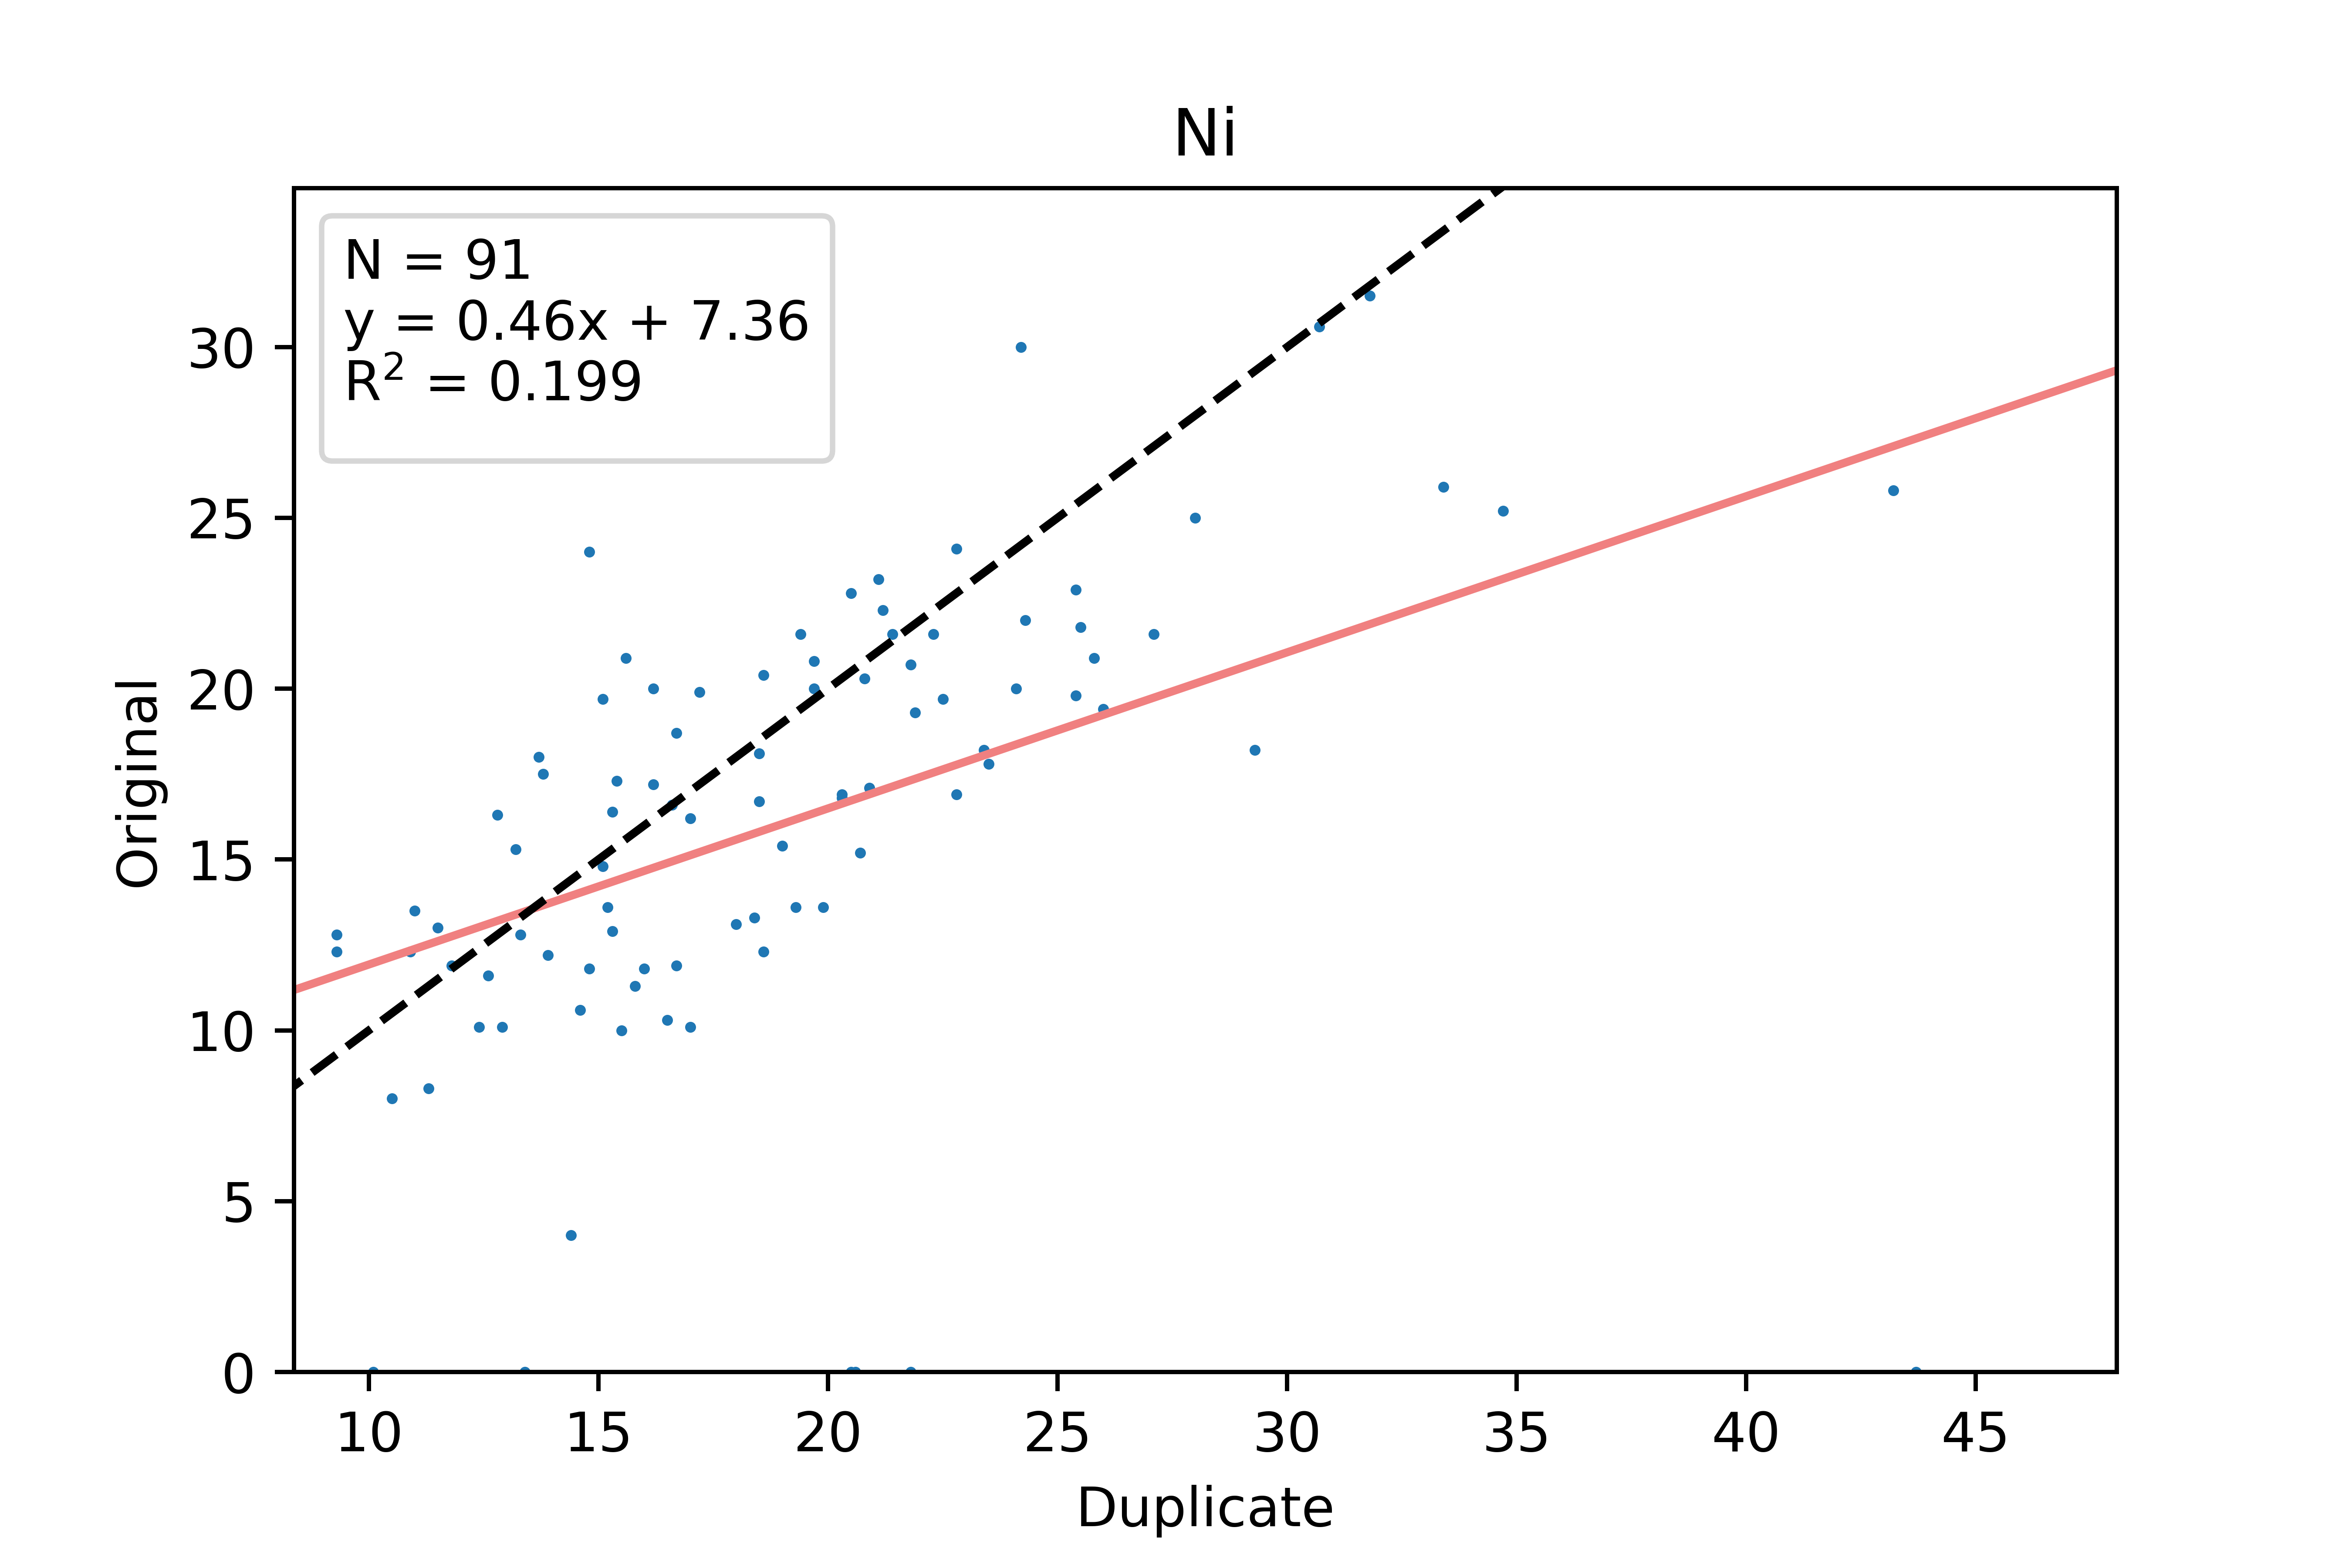 Ni
N = 91
y = 0.46x + 7.36
R² = 0.199
30
25
20
15
10
5
0
Original
10 15 20 25 30 35 40 45
Duplicate